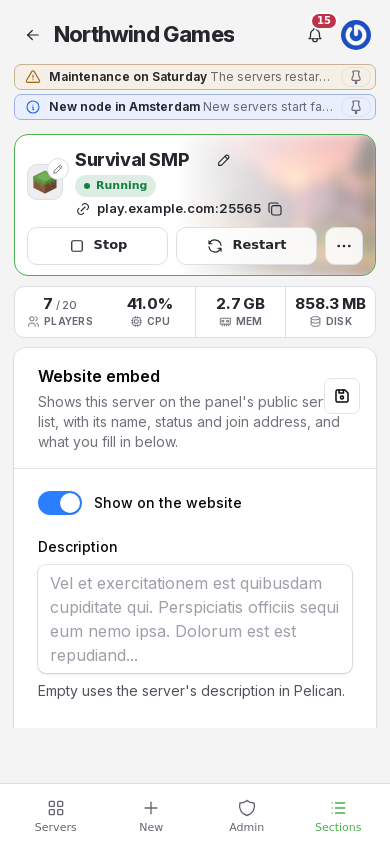 Northwind Games
15
Maintenance on Saturday The servers restar...
New node in Amsterdam New servers start fa...
Survival SMP
Running
play.example.com:25565
Stop
Restart
7 / 20
PLAYERS
41.0%
CPU
2.7 GB
MEM
858.3 MB
DISK
Website embed
Shows this server on the panel's public ser
list, with its name, status and join address, and
what you fill in below.
Show on the website
Description
Vel et exercitationem est quibusdam
cupiditate qui. Perspiciatis officiis sequi
eum nemo ipsa. Dolorum est est
repudiand...
Empty uses the server's description in Pelican.
Servers
New
Admin
Sections